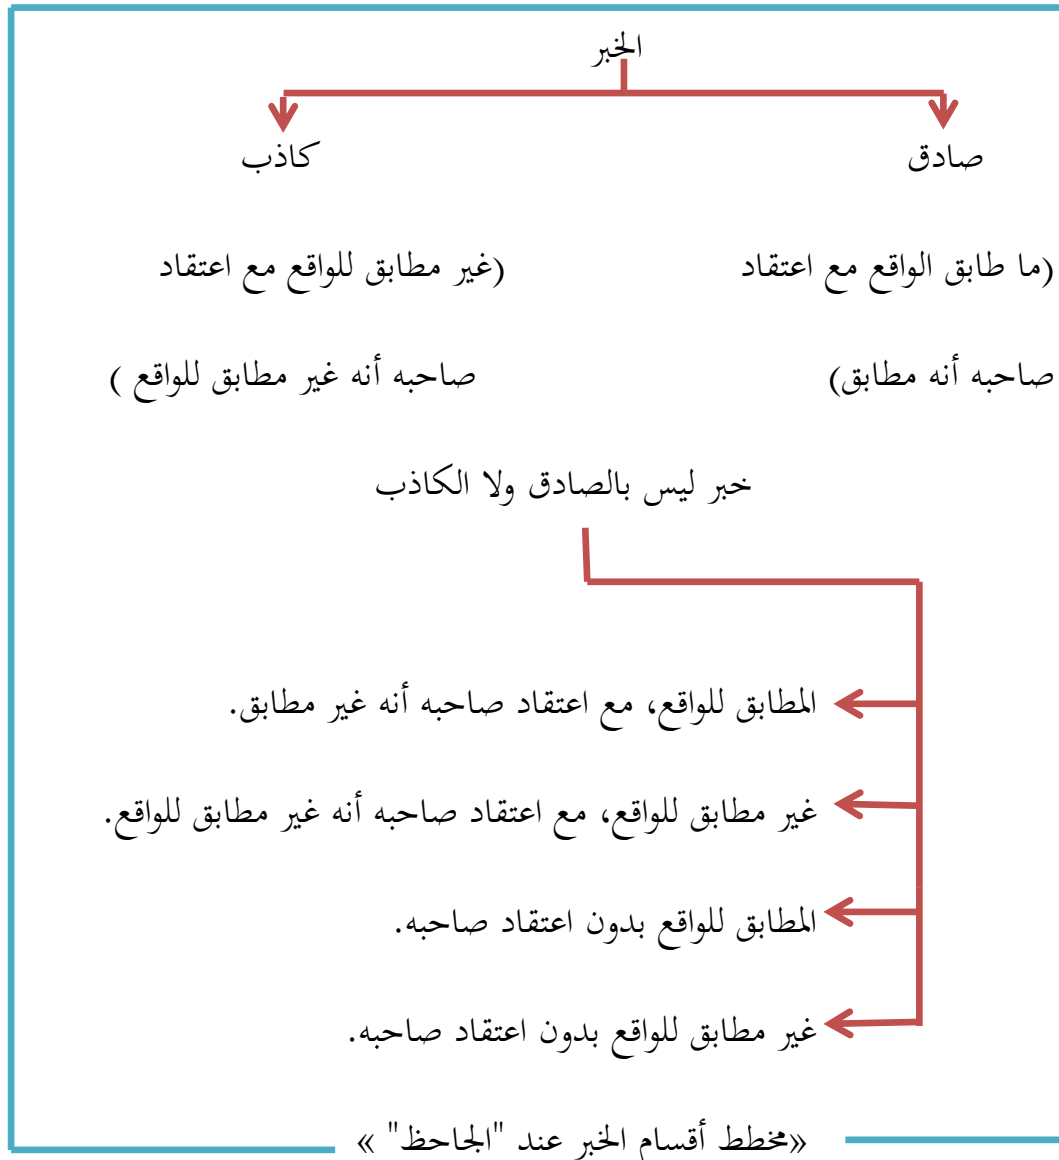 الخبر
صادق
كاذب
(ما طابق الواقع مع اعتقاد
صاحبه أنه مطابق)
(غير مطابق للواقع مع اعتقاد
صاحبه أنه غير مطابق للواقع )
خبر ليس بالصادق ولا الكاذب
المطابق للواقع، مع اعتقاد صاحبه أنه غير مطابق.
غير مطابق للواقع، مع اعتقاد صاحبه أنه غير مطابق للواقع.
المطابق للواقع بدون اعتقاد صاحبه.
غير مطابق للواقع بدون اعتقاد صاحبه.
«مخطط أقسام الخبر عند "الجاحظ" »